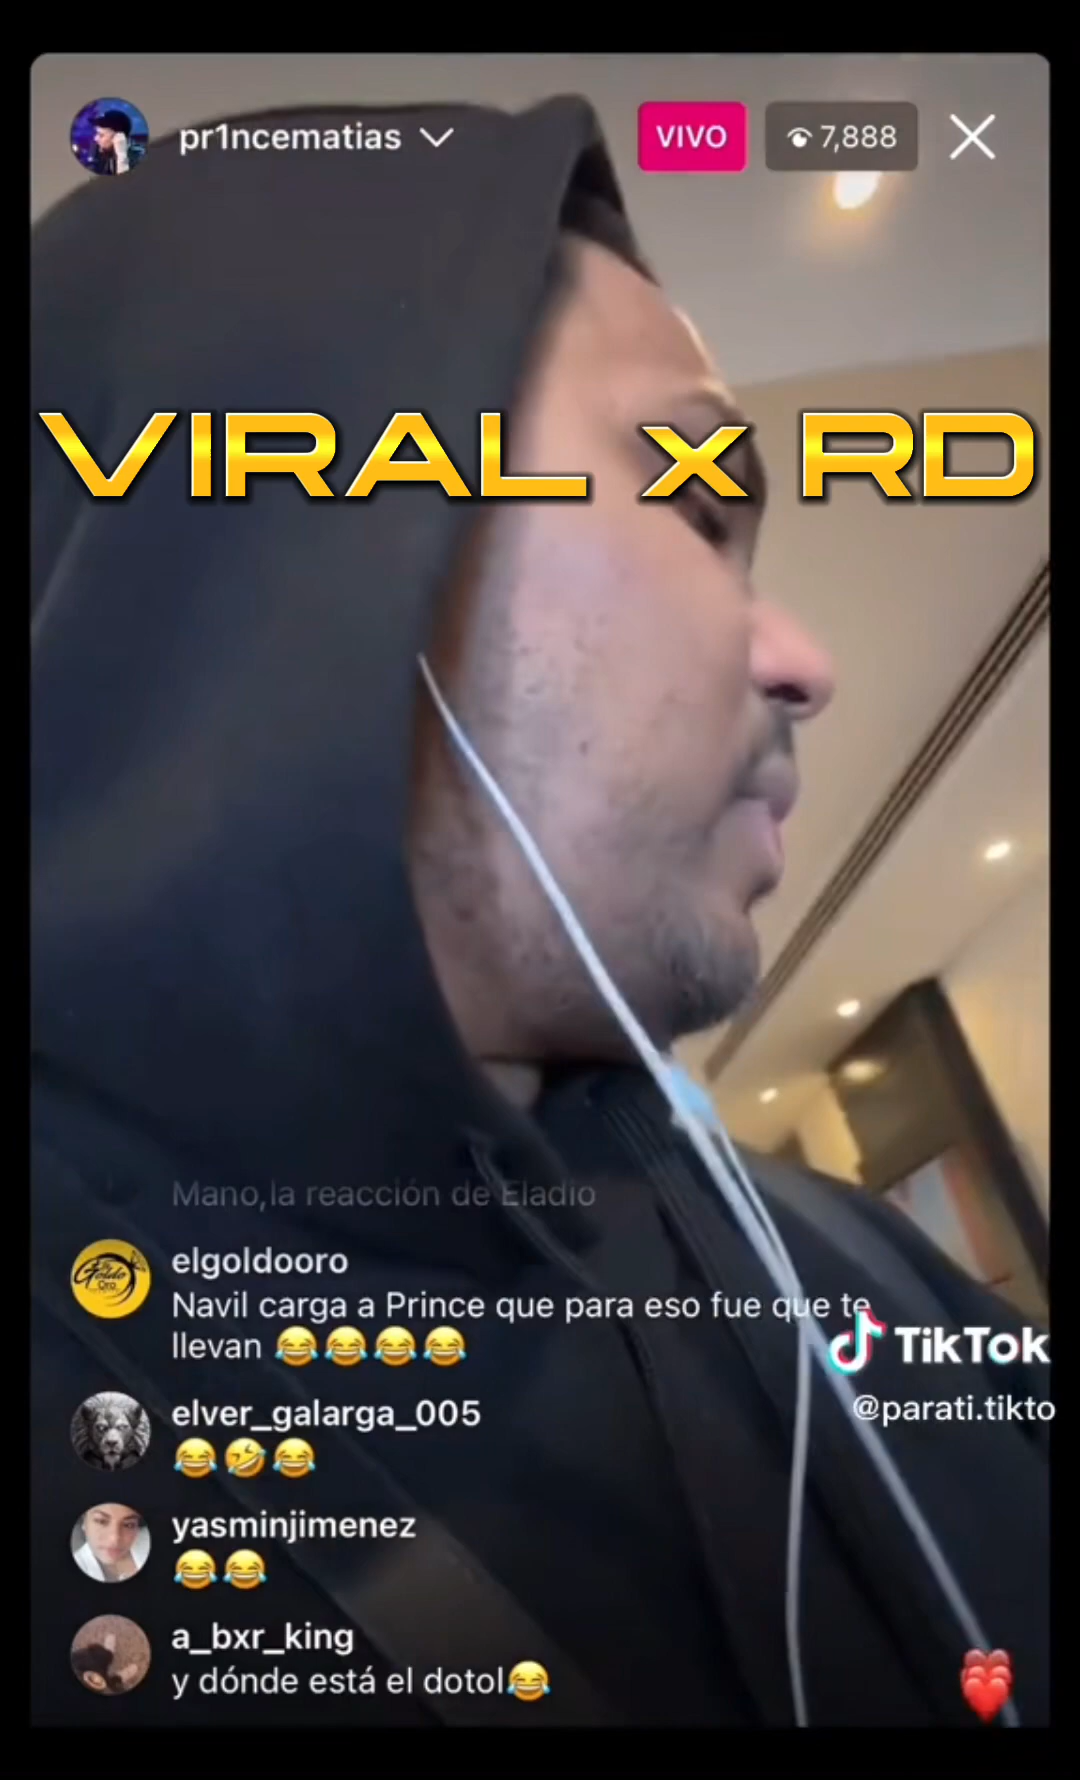 pr1ncematias
VIVO
7,888
VIRAL x RD
Mano,la reacción de Eladio
elgoldooro
Navil carga a Prince que para eso fue que te
llevan 😂😂😂😂
TikTok
@parati.tikto
elver_galarga_005
😂🤣😂
yasminjimenez
😂😂
a_bxr_king
y dónde está el dotol😂